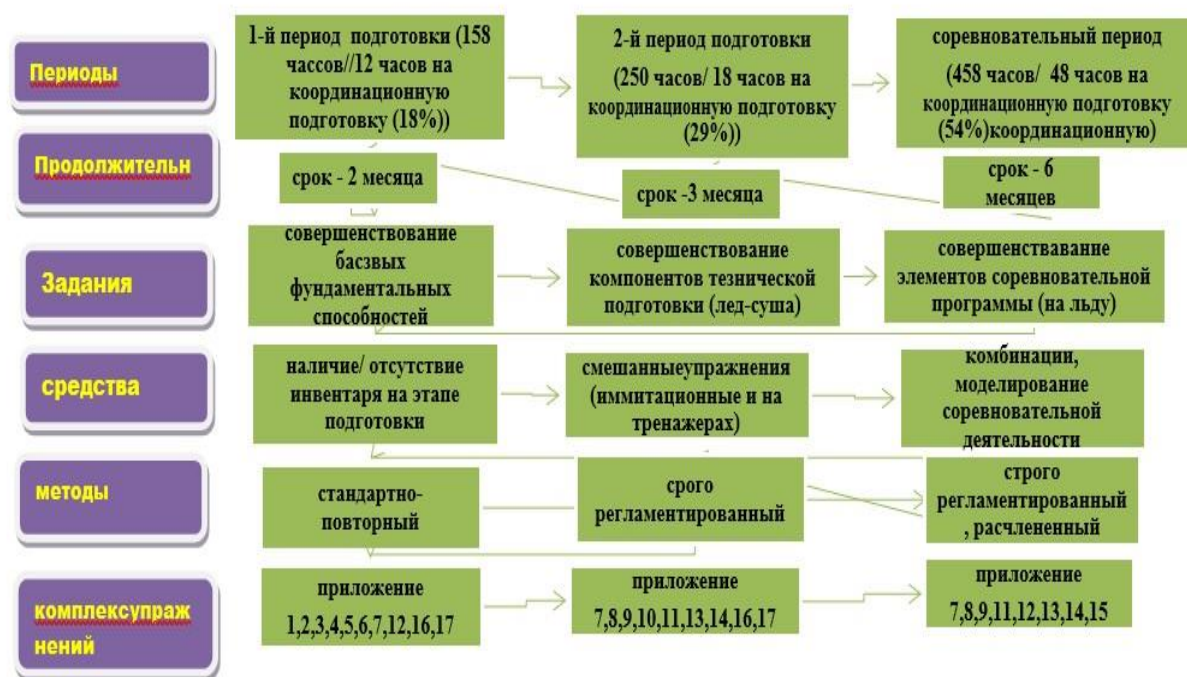 Периоды
1-й период подготовки (158
чассов//12 часов на
координационную
подготовку (18%))
2-й период подготовки
(250 часов/ 18 часов на
координационную подготовку
(29%))
соревновательный период
(458 часов/ 48 часов на
координационную подготовку
(54%)координационную)
Продолжительн
срок - 2 месяца
срок -3 месяца
срок - 6
месяцев
Задания
совершенствование
басзвых
фундаментальных
способностей
совершенствование
компонентов тезнической
подготовки (лед-суша)
совершенстававание
элементов соревновательной
программы (на льду)
средства
наличие/ отсутствие
инвентаря на этапе
подготовки
смешанныеупражнения
(иммитационные и на
тренажерах)
комбинации,
моделирование
соревновательной
деятельности
методы
стандартно-
повторный
срого
регламентированный
строго
регламентированный
, расчлененный
комплексупраж
нений
приложение
1,2,3,4,5,6,7,12,16,17
приложение
7,8,9,10,11,13,14,16,17
приложение
7,8,9,11,12,13,14,15